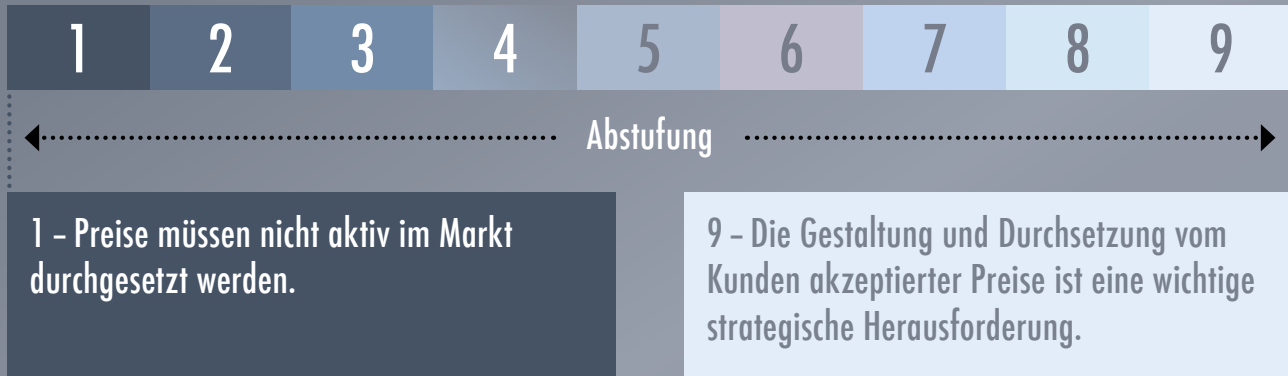 1 2 3 4 5 6 7 8 9
Abstufung
1 – Preise müssen nicht aktiv im Markt
durchgesetzt werden.
9 – Die Gestaltung und Durchsetzung vom
Kunden akzeptierter Preise ist eine wichtige
strategische Herausforderung.